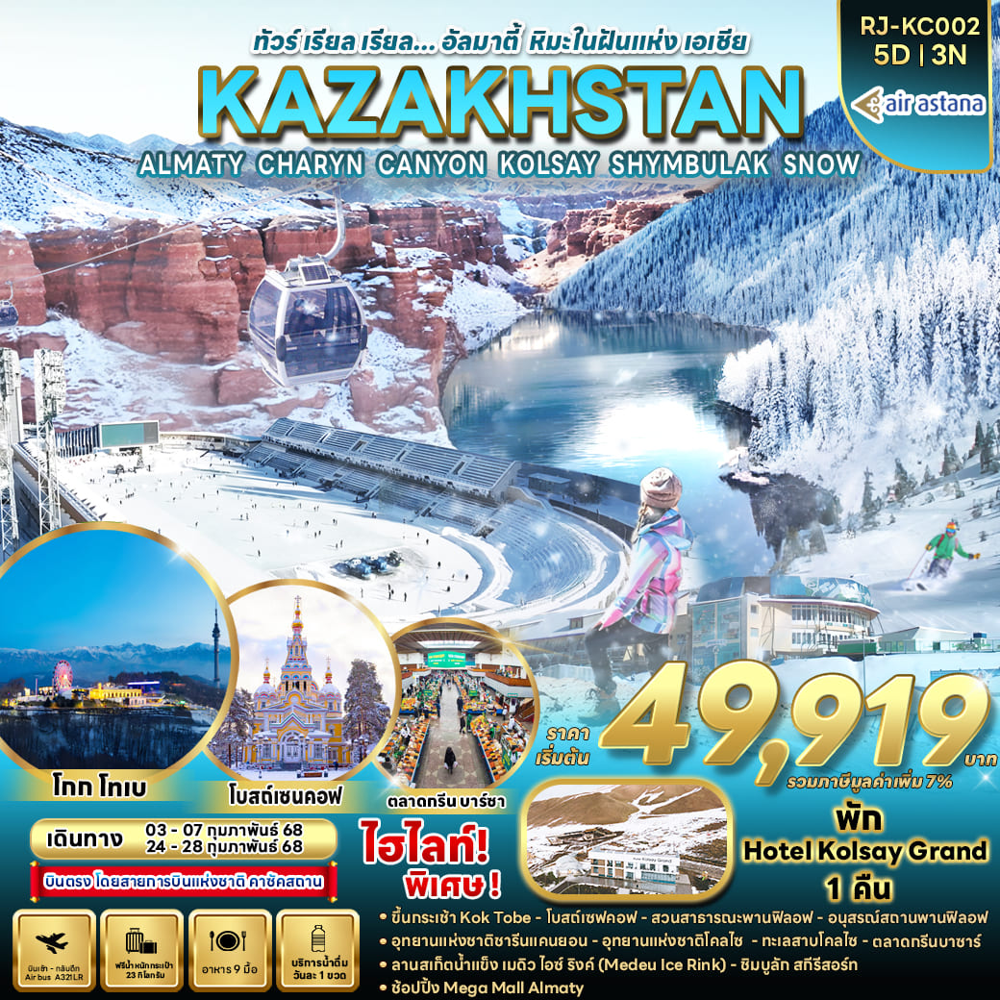 ทัวร์ เรียล เรียล... อัลมาตี้ หิมะในฝันแห่ง เอเชีย
RJ-KC002
5D | 3N
air astana
KAZAKHSTAN
ALMATY CHARYN CANYON KOLSAY SHYMBULAK SNOW
ราคา
เริ่มต้น
49,919
บาท
รวมภาษีมูลค่าเพิ่ม 7%
โกก โทเบ
โบสถ์เซนคอฟ
ตลาดกรีน บาร์ซา
เดินทาง
03 - 07 กุมภาพันธ์ 68
24 - 28 กุมภาพันธ์ 68
บินตรง โดยสายการบินแห่งชาติ คาซัคสถาน
ไฮไลท์!
พิเศษ!
พัก
Hotel Kolsay Grand
1 คืน
• ขึ้นกระเช้า Kok Tobe - โบสถ์เซฟคอฟ - สวนสาธารณะพานฟิลอฟ - อนุสรณ์สถานพานฟิลอฟ
• อุทยานแห่งชาติชารีนแคนยอน - อุทยานแห่งชาติโคลไซ - ทะเลสาบโคลไซ - ตลาดกรีนบาซาร์
• ลานสเก็ตน้ำแข็ง เมดิว ไอซ์ ริงค์ (Medeu Ice Rink) - ชิมบูลัก สกีรีสอร์ท
• ช้อปปิ้ง Mega Mall Almaty
บินเช้า - กลับดึก
Air bus A321LR
ฟรีน้ำหนักกระเป๋า
23 กิโลกรัม
อาหาร 9 มื้อ
บริการน้ำดื่ม
วันละ 1 ขวด